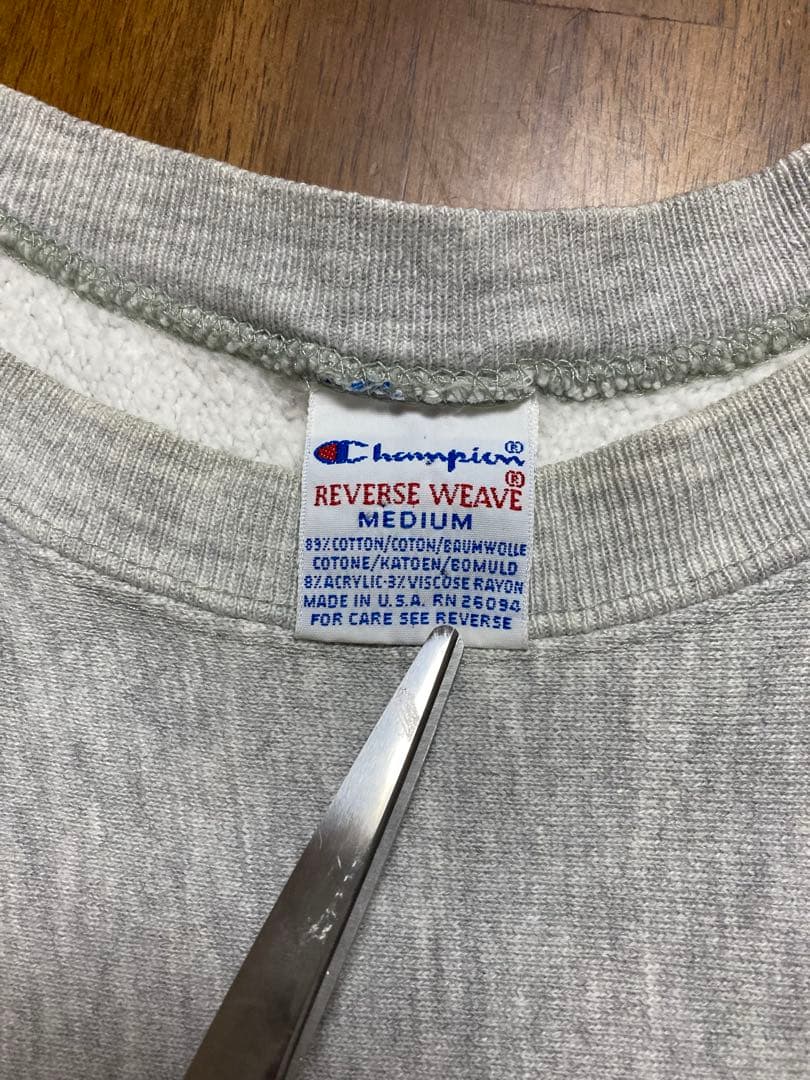 Champion®
REVERSE WEAVE®
MEDIUM
89% COTTON/COTON/BAUMWOLLE
COTONE/KATOEN/BOMULD
8% ACRYLIC-3% VISCOSE RAYON
MADE IN U.S.A. RN 26094
FOR CARE SEE REVERSE